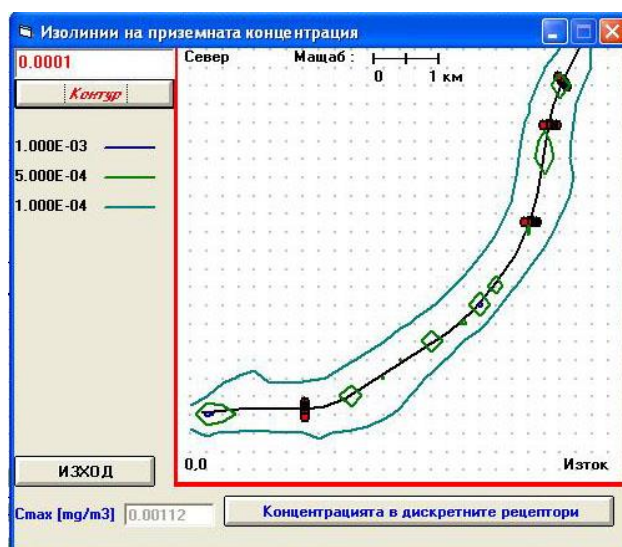 Изолинии на приземната концентрация
0.0001
Контур
1.000E-03
5.000E-04
1.000E-04
Север
Мащаб :
0 1 км
0,0
Изток
ИЗХОД
Cmax [mg/m3] 0.00112
Концентрацията в дискретните рецептори